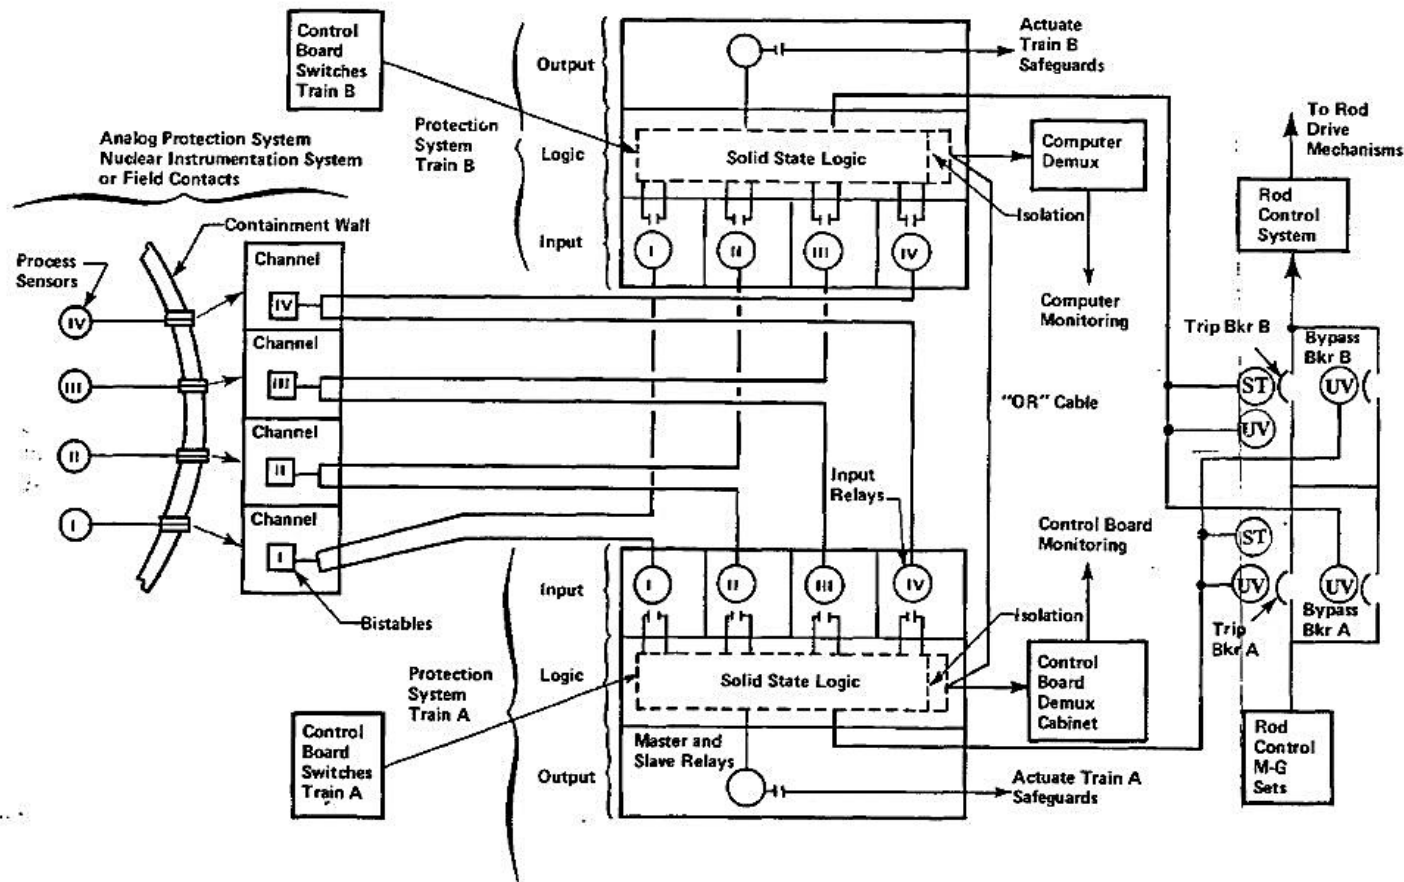 Control
Board
Switches
Train B
Analog Protection System
Nuclear Instrumentation System
or Field Contacts
Containment Wall
Process
Sensors
IV
III
II
I
Channel
IV
Channel
III
Channel
II
Channel
I
Bistables
Protection
System
Train B
Output
Logic
Input
Solid State Logic
I
II
III
IV
Actuate
Train B
Safeguards
Computer
Demux
Isolation
Computer
Monitoring
"OR" Cable
Input
Relays
Control Board
Monitoring
Isolation
Control
Board
Demux
Cabinet
Protection
System
Train A
Input
Logic
Output
I
II
III
IV
Solid State Logic
Master and
Slave Relays
Actuate Train A
Safeguards
Control
Board
Switches
Train A
To Rod
Drive
Mechanisms
Rod
Control
System
Trip Bkr B
Bypass
Bkr B
ST
UV
UV
ST
UV
UV
Trip
Bkr A
Bypass
Bkr A
Rod
Control
M-G
Sets